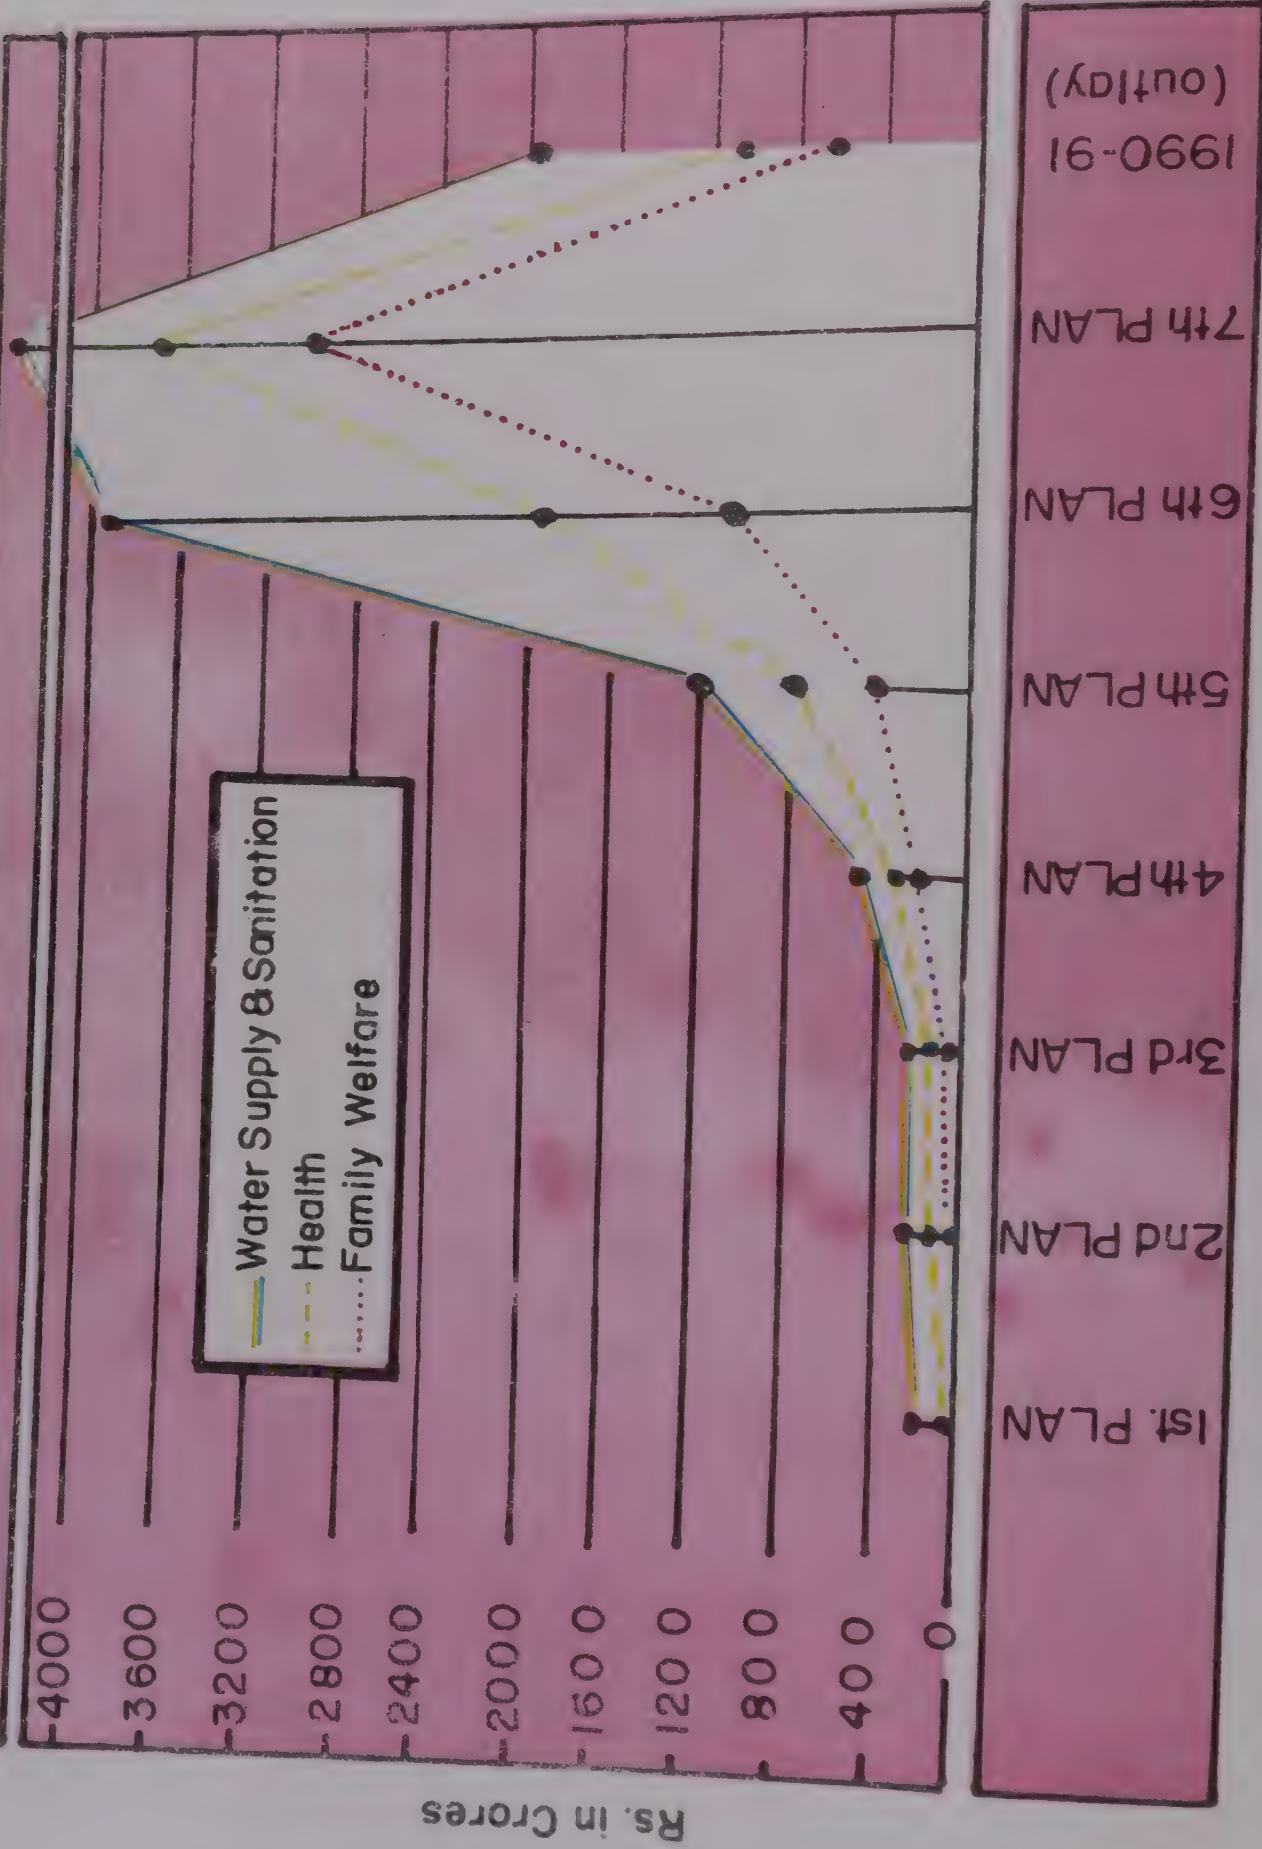 Rs. in Crores
4000
3600
3200
2800
2400
2000
1600
1200
800
400
0
Water Supply & Sanitation
Health
Family Welfare
1st. PLAN
2nd PLAN
3rd PLAN
4th PLAN
5th PLAN
6th PLAN
7th PLAN
1990-91
(outlay)